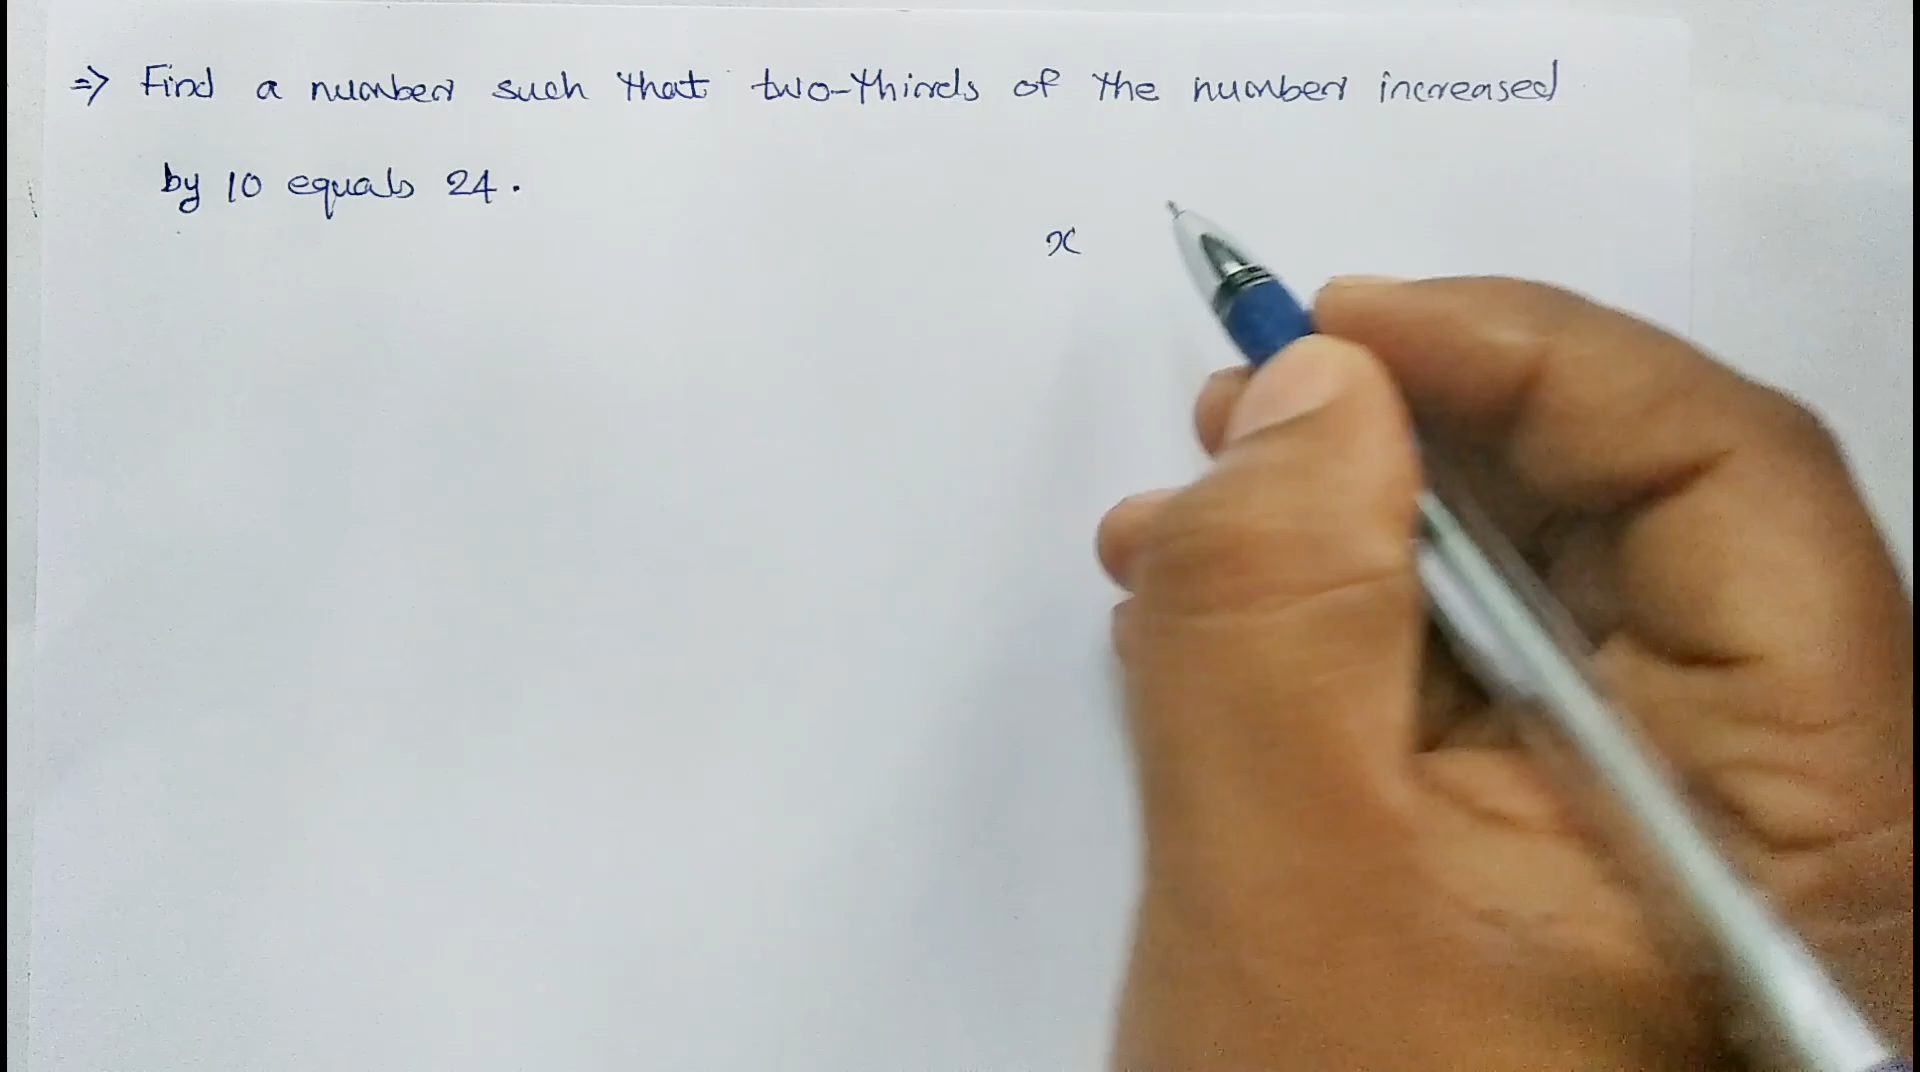 => Find a number such that two-thirds of the number increased
by 10 equals 24.
x